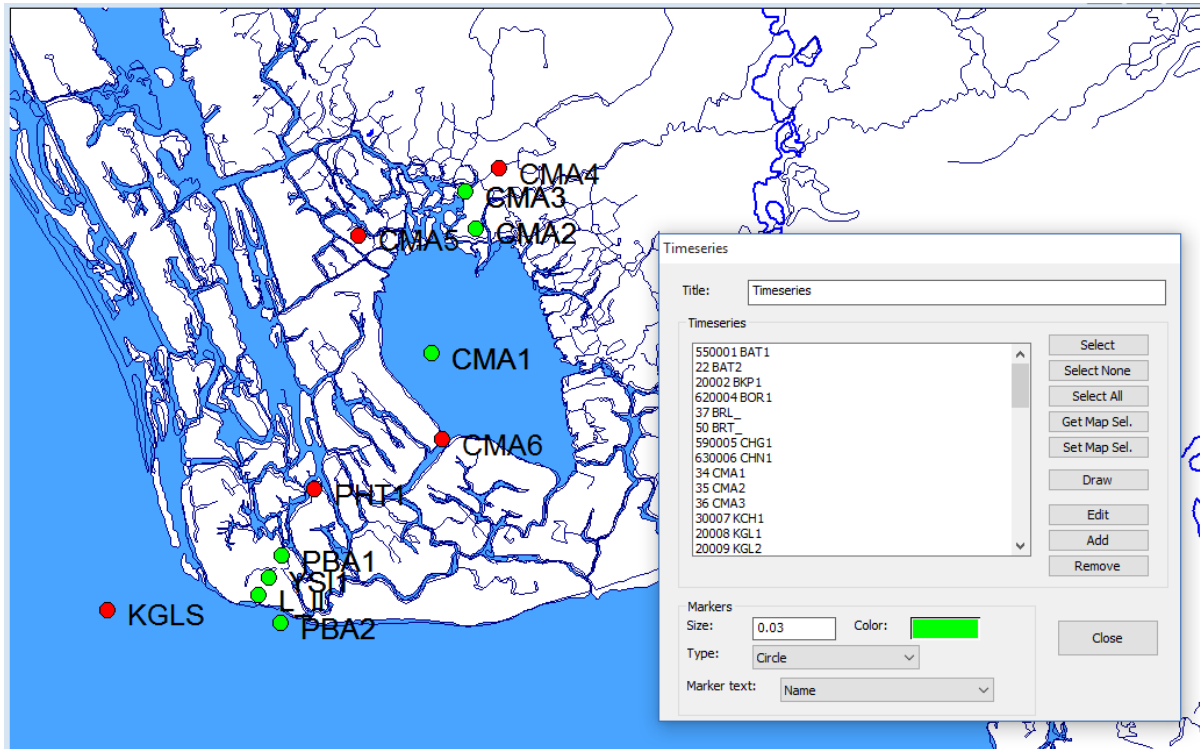 CMA4
CMA3
CMA2
CMA5
CMA1
CMA6
PHT1
PBA1
YSI1
L_II
KGLS
PBA2
Timeseries
Title: Timeseries
Timeseries
550001 BAT1
22 BAT2
20002 BKP1
620004 BOR1
37 BRL_
50 BRT_
590005 CHG1
630006 CHN1
34 CMA1
35 CMA2
36 CMA3
30007 KCH1
20008 KGL1
20009 KGL2
Select
Select None
Select All
Get Map Sel.
Set Map Sel.
Draw
Edit
Add
Remove
Markers
Size: 0.03 Color:
Type: Circle
Marker text: Name
Close